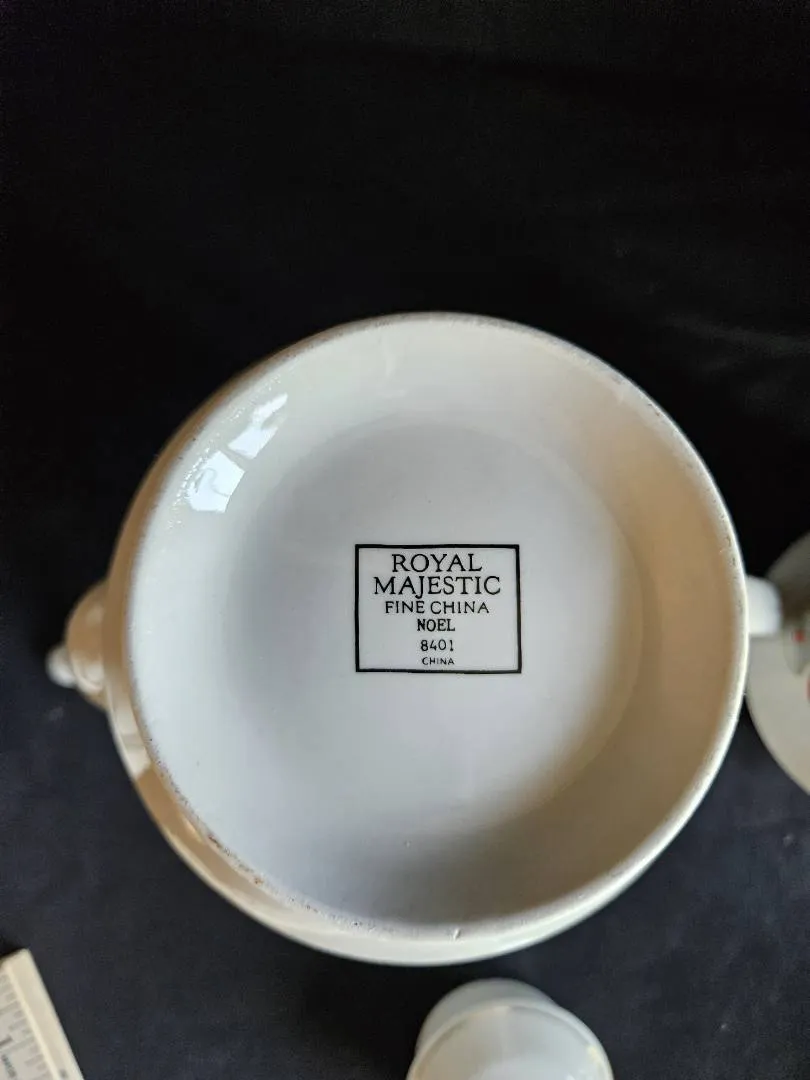 ROYAL
MAJESTIC
FINE CHINA
NOEL
8401
CHINA